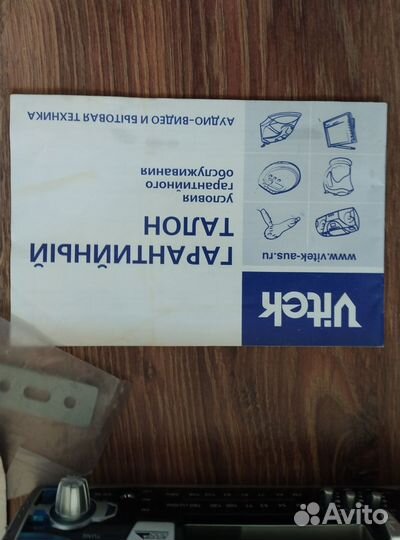 Vitek
www.vitek-aus.ru
ГАРАНТИЙНЫЙ
ТАЛОН
условия
гарантийного
обслуживания
АУДИО-ВИДЕО И БЫТОВАЯ ТЕХНИКА
Avito